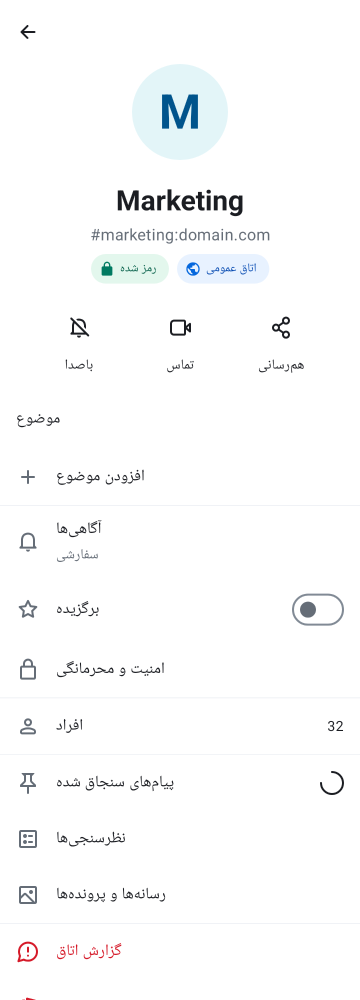 M
Marketing
#marketing:domain.com
رمز شده
اتاق عمومی
باصدا
تماس
هم‌رسانی
موضوع
افزودن موضوع
آگاهی‌ها
سفارشی
برگزیده
امنیت و محرمانگی
افراد
32
پیام‌های سنجاق شده
نظرسنجی‌ها
رسانه‌ها و پرونده‌ها
گزارش اتاق